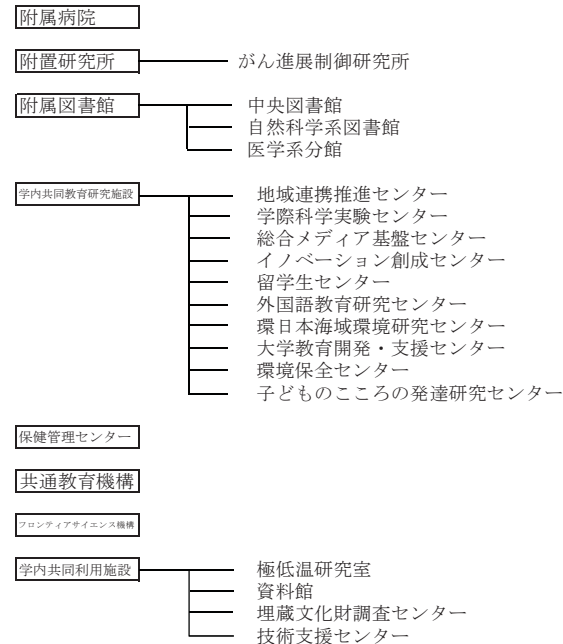 附属病院
附置研究所 がん進展制御研究所
附属図書館 中央図書館
自然科学系図書館
医学系分館
学内共同教育研究施設 地域連携推進センター
学際科学実験センター
総合メディア基盤センター
イノベーション創成センター
留学生センター
外国語教育研究センター
環日本海域環境研究センター
大学教育開発・支援センター
環境保全センター
子どものこころの発達研究センター
保健管理センター
共通教育機構
フロンティアサイエンス機構
学内共同利用施設 極低温研究室
資料館
埋蔵文化財調査センター
技術支援センター